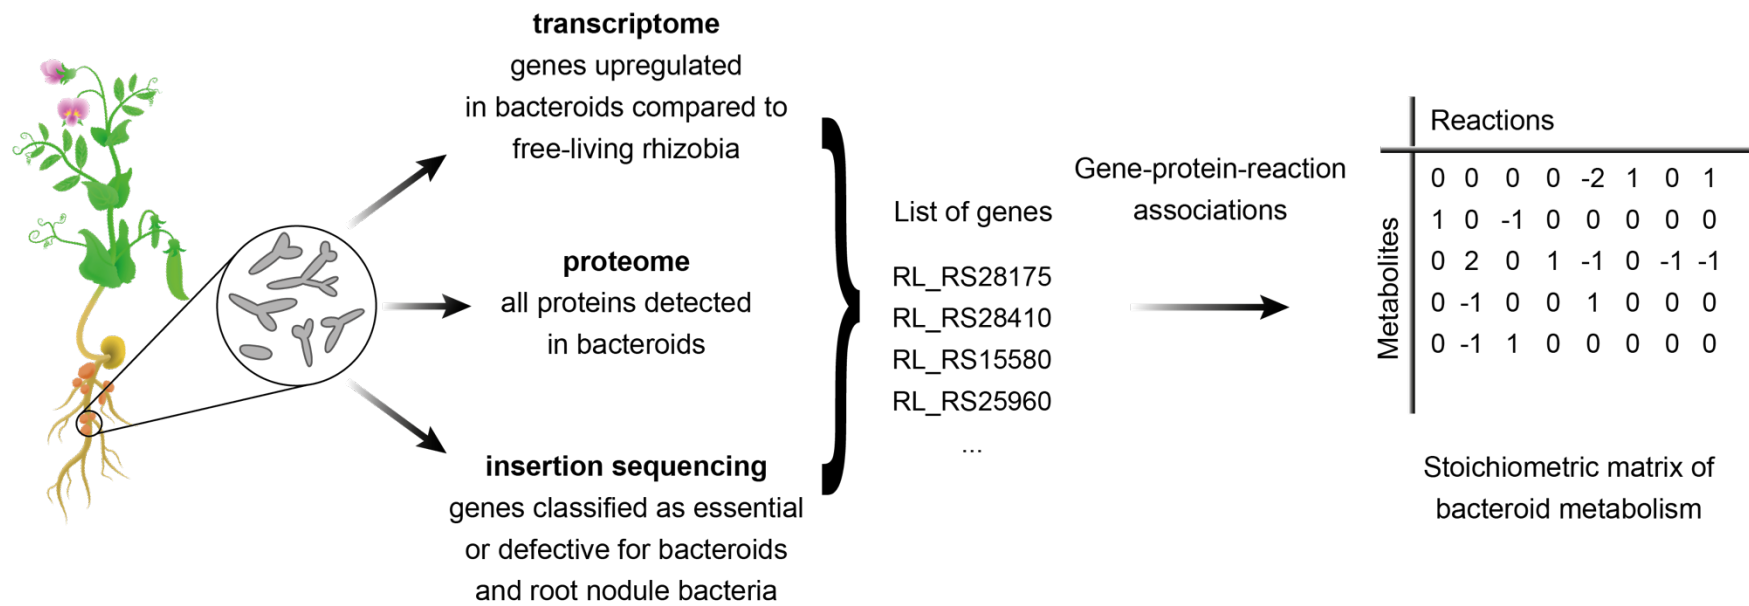 transcriptome
genes upregulated
in bacteroids compared to
free-living rhizobia
proteome
all proteins detected
in bacteroids
insertion sequencing
genes classified as essential
or defective for bacteroids
and root nodule bacteria
List of genes
RL_RS28175
RL_RS28410
RL_RS15580
RL_RS25960
...
Gene-protein-reaction
associations
Reactions
Metabolites
0 0 0 0 -2 1 0 1
1 0 -1 0 0 0 0 0
0 2 0 1 -1 0 -1 -1
0 -1 0 0 1 0 0 0
0 -1 1 0 0 0 0 0
Stoichiometric matrix of
bacteroid metabolism